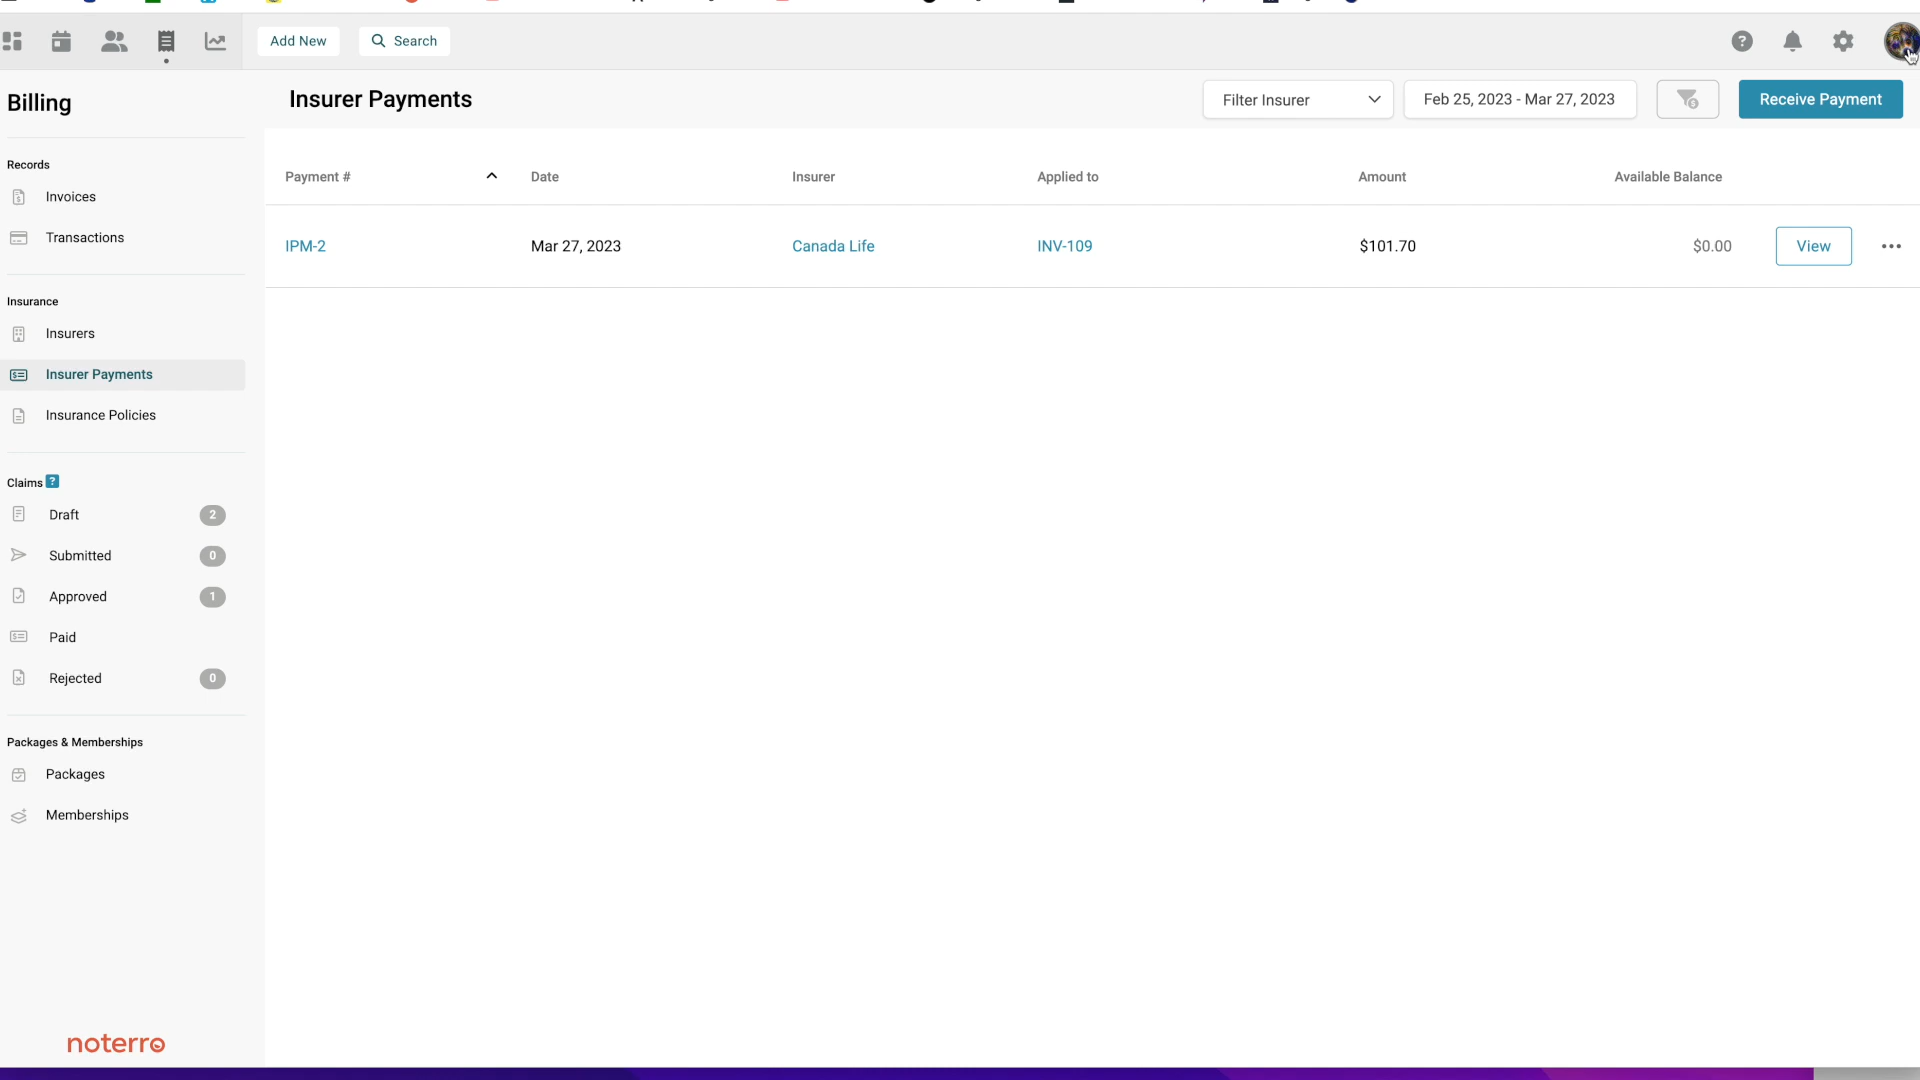 Add New
Search
?
Billing
Insurer Payments
Filter Insurer
Feb 25, 2023 - Mar 27, 2023
Receive Payment
Records
Invoices
Transactions
Insurance
Insurers
Insurer Payments
Insurance Policies
Claims ?
Draft 2
Submitted 0
Approved 1
Paid
Rejected 0
Packages & Memberships
Packages
Memberships
noterro
Payment # Date Insurer Applied to Amount Available Balance
IPM-2 Mar 27, 2023 Canada Life INV-109 $101.70 $0.00 View